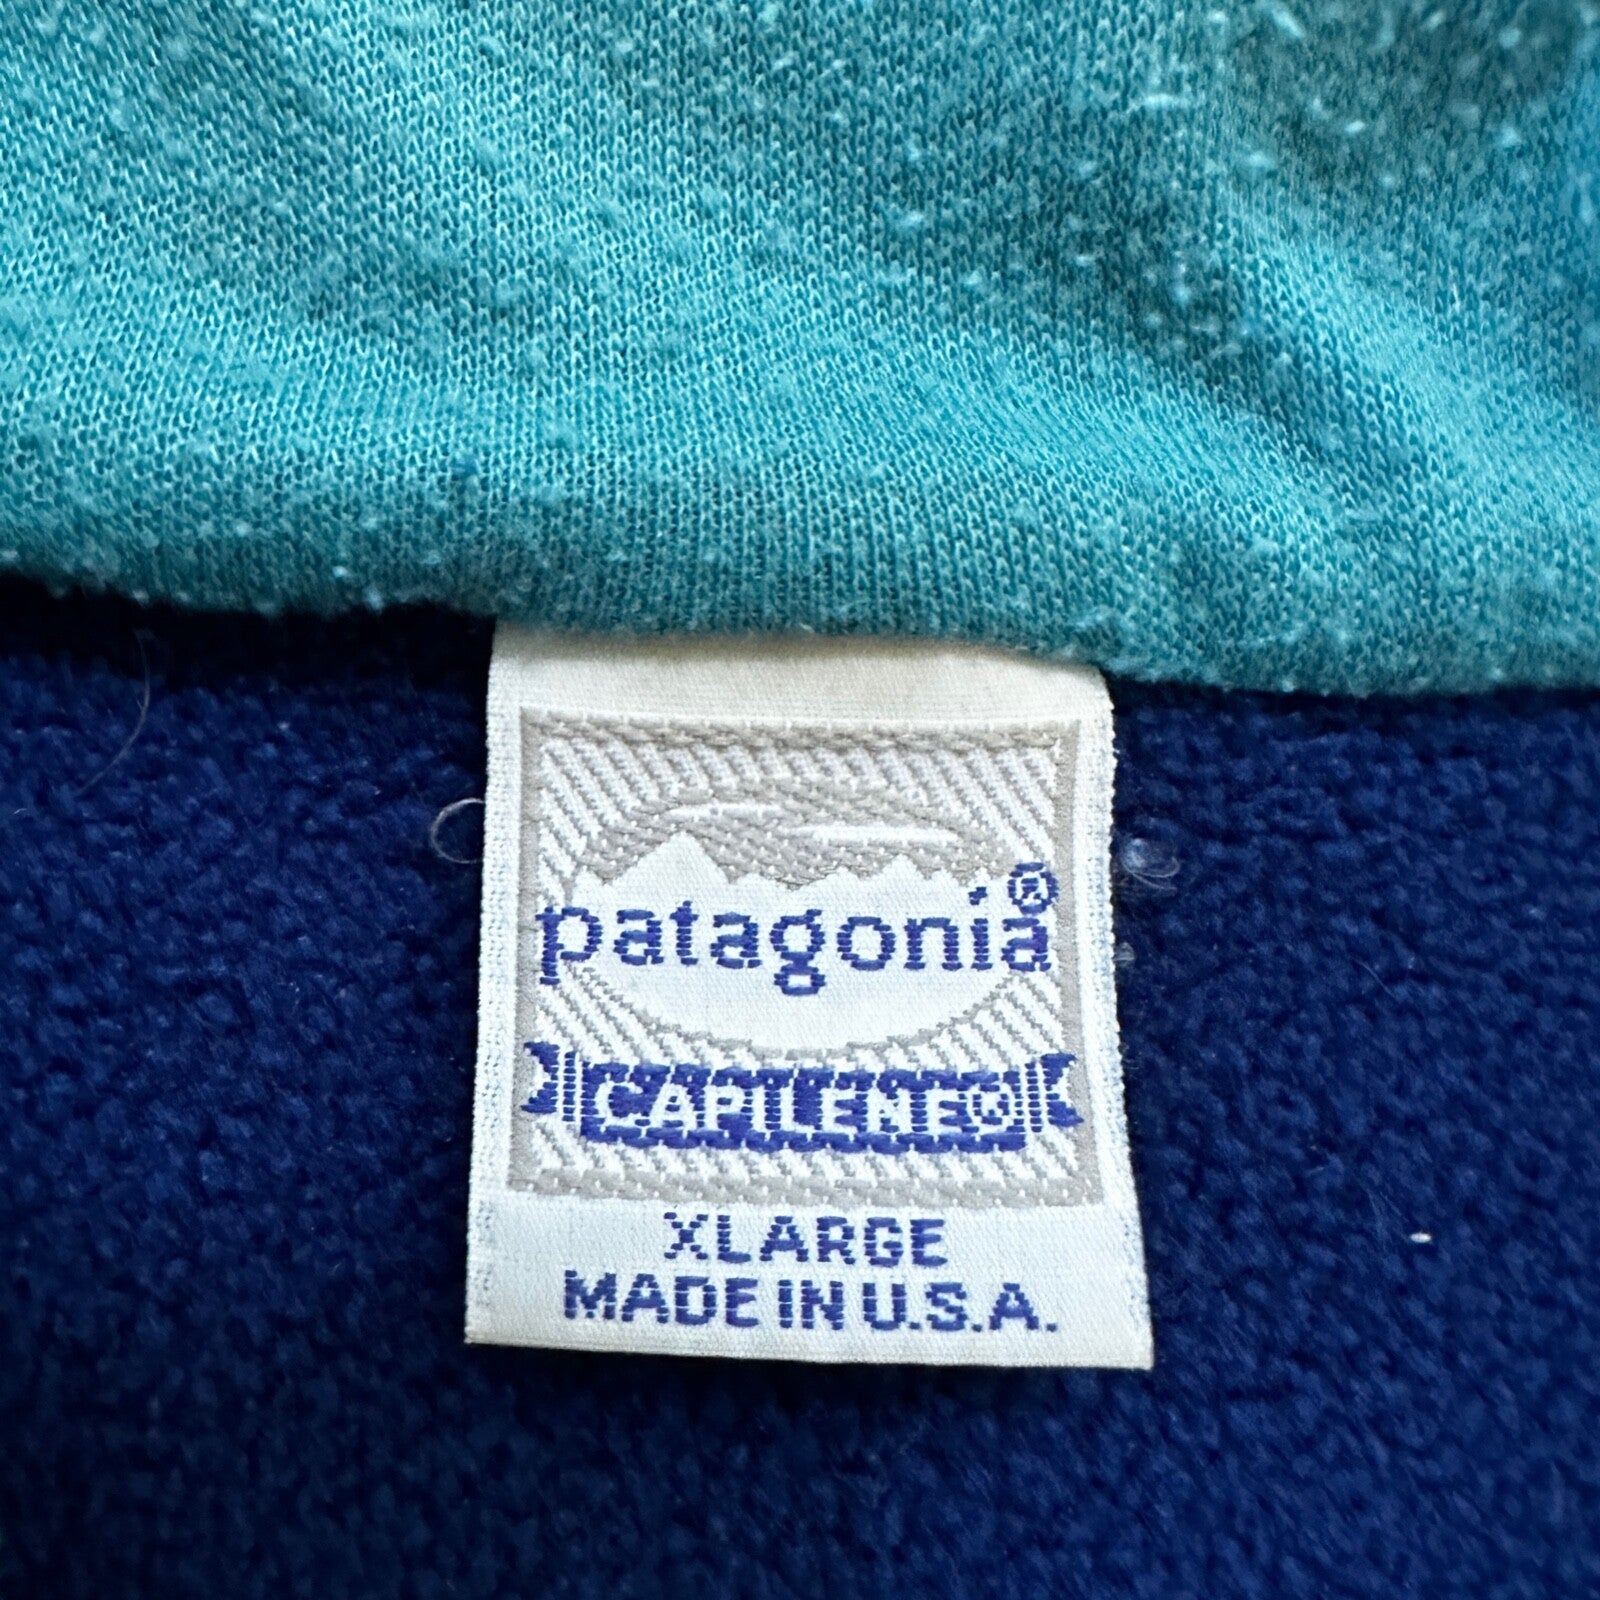 patagonia®
CAPILENE®
XLARGE
MADE IN U.S.A.